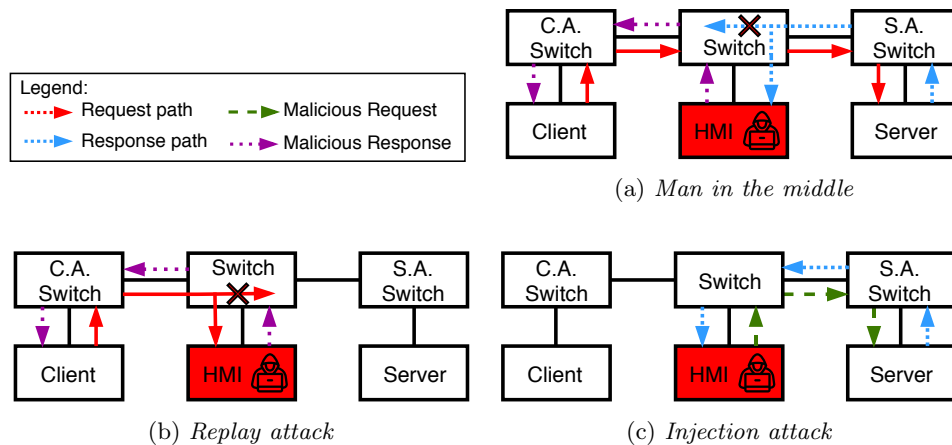 C.A.
Switch
Switch
S.A.
Switch
Client
HMI
Server
(a) Man in the middle
Legend:
Request path
Malicious Request
Response path
Malicious Response
C.A.
Switch
Switch
S.A.
Switch
Client
HMI
Server
(b) Replay attack
C.A.
Switch
Switch
S.A.
Switch
Client
HMI
Server
(c) Injection attack